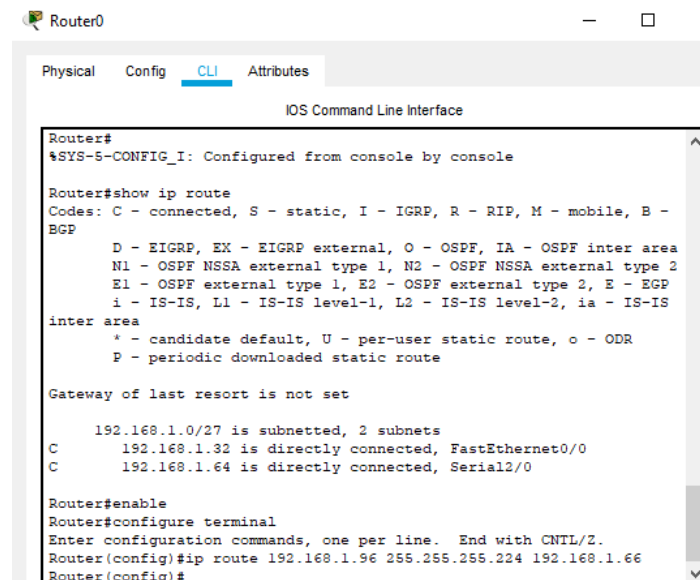 Router0
Physical Config CLI Attributes
IOS Command Line Interface
Router#
%SYS-5-CONFIG_I: Configured from console by console
Router#show ip route
Codes: C - connected, S - static, I - IGRP, R - RIP, M - mobile, B -
BGP
D - EIGRP, EX - EIGRP external, O - OSPF, IA - OSPF inter area
N1 - OSPF NSSA external type 1, N2 - OSPF NSSA external type 2
E1 - OSPF external type 1, E2 - OSPF external type 2, E - EGP
i - IS-IS, L1 - IS-IS level-1, L2 - IS-IS level-2, ia - IS-IS
inter area
* - candidate default, U - per-user static route, o - ODR
P - periodic downloaded static route
Gateway of last resort is not set
192.168.1.0/27 is subnetted, 2 subnets
C 192.168.1.32 is directly connected, FastEthernet0/0
C 192.168.1.64 is directly connected, Serial2/0
Router#enable
Router#configure terminal
Enter configuration commands, one per line. End with CNTL/Z.
Router(config)#ip route 192.168.1.96 255.255.255.224 192.168.1.66
Router(config)#